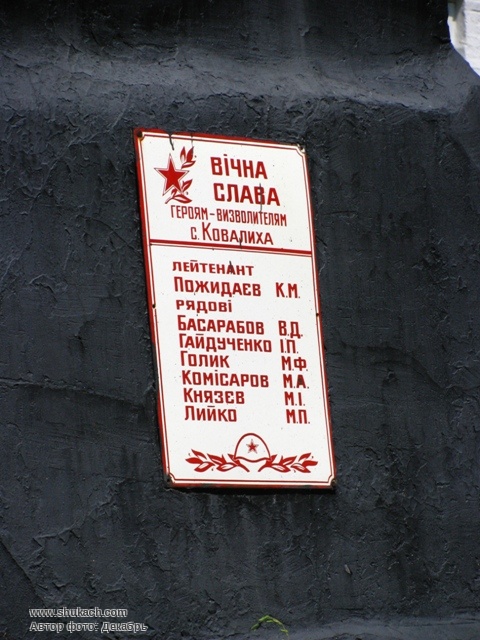 ВІЧНА
СЛАВА
ГЕРОЯМ-ВИЗВОЛИТЕЛЯМ
с. КОВАЛИХА
ЛЕЙТЕНАНТ
ПОЖИДАЄВ К.М.
РЯДОВІ
БАСАРАБОВ В.Д.
ГАЙДУЧЕНКО І.П.
ГОЛИК М.Ф.
КОМІСАРОВ М.А.
КНЯЗЄВ М.І.
ЛИЙКО М.П.
www.shukach.com
Автор фото: Декабрь